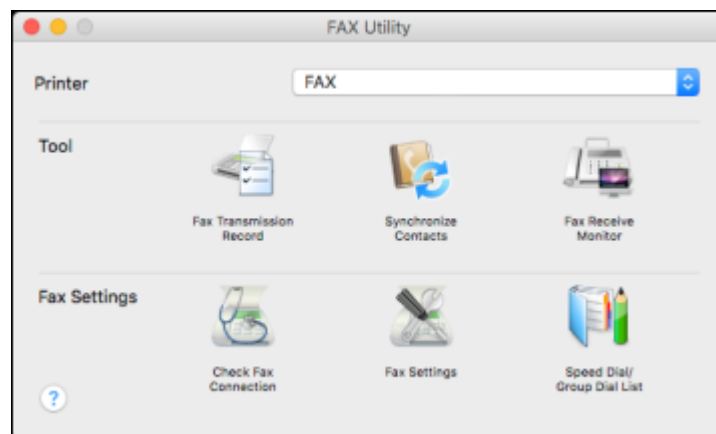 FAX Utility
Printer
FAX
Tool
Fax Transmission
Record
Synchronize
Contacts
Fax Receive
Monitor
Fax Settings
Check Fax
Connection
Fax Settings
Speed Dial/
Group Dial List
?